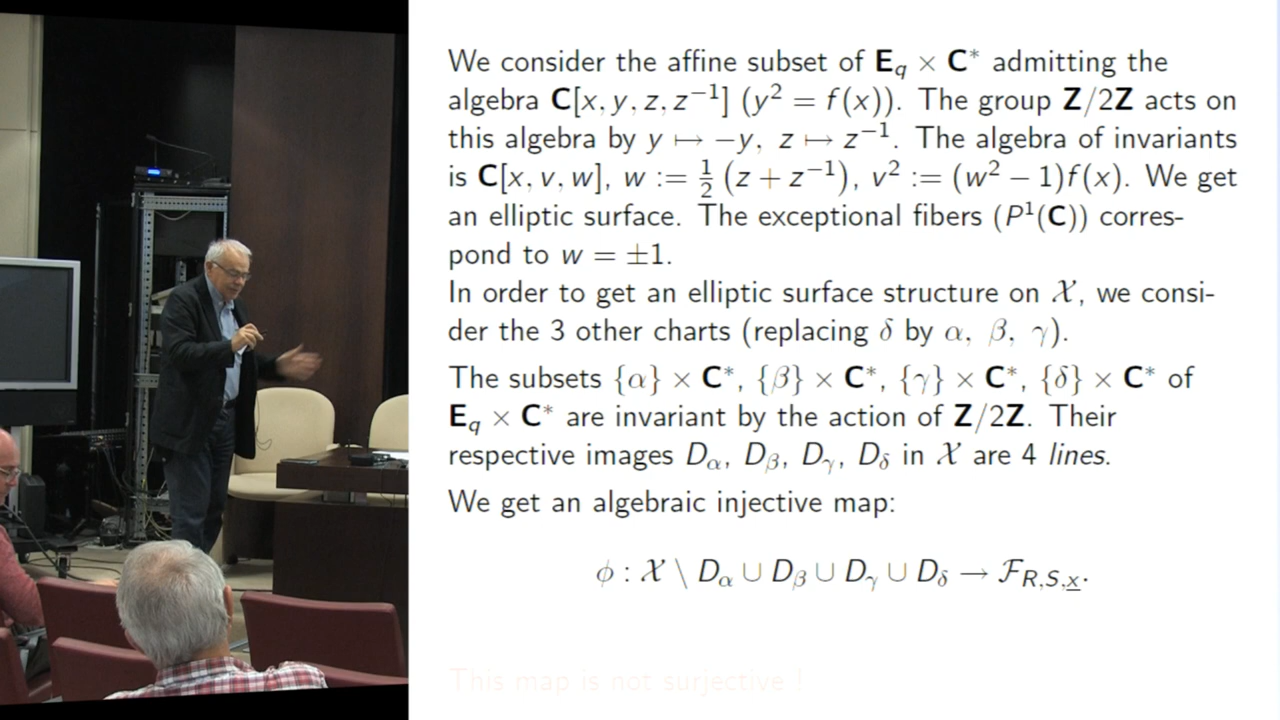 We consider the affine subset of E_q × C* admitting the
algebra C[x, y, z, z⁻¹] (y² = f(x)). The group Z/2Z acts on
this algebra by y ↦ −y, z ↦ z⁻¹. The algebra of invariants
is C[x, v, w], w := ½ (z + z⁻¹), v² := (w² − 1)f(x). We get
an elliptic surface. The exceptional fibers (P¹(C)) corres-
pond to w = ±1.
In order to get an elliptic surface structure on 𝒳, we consi-
der the 3 other charts (replacing δ by α, β, γ).
The subsets {α} × C*, {β} × C*, {γ} × C*, {δ} × C* of
E_q × C* are invariant by the action of Z/2Z. Their
respective images D_α, D_β, D_γ, D_δ in 𝒳 are 4 lines.
We get an algebraic injective map:
ϕ : 𝒳 \ D_α ∪ D_β ∪ D_γ ∪ D_δ → ℱ_{R,S,x}.
This map is not surjective !